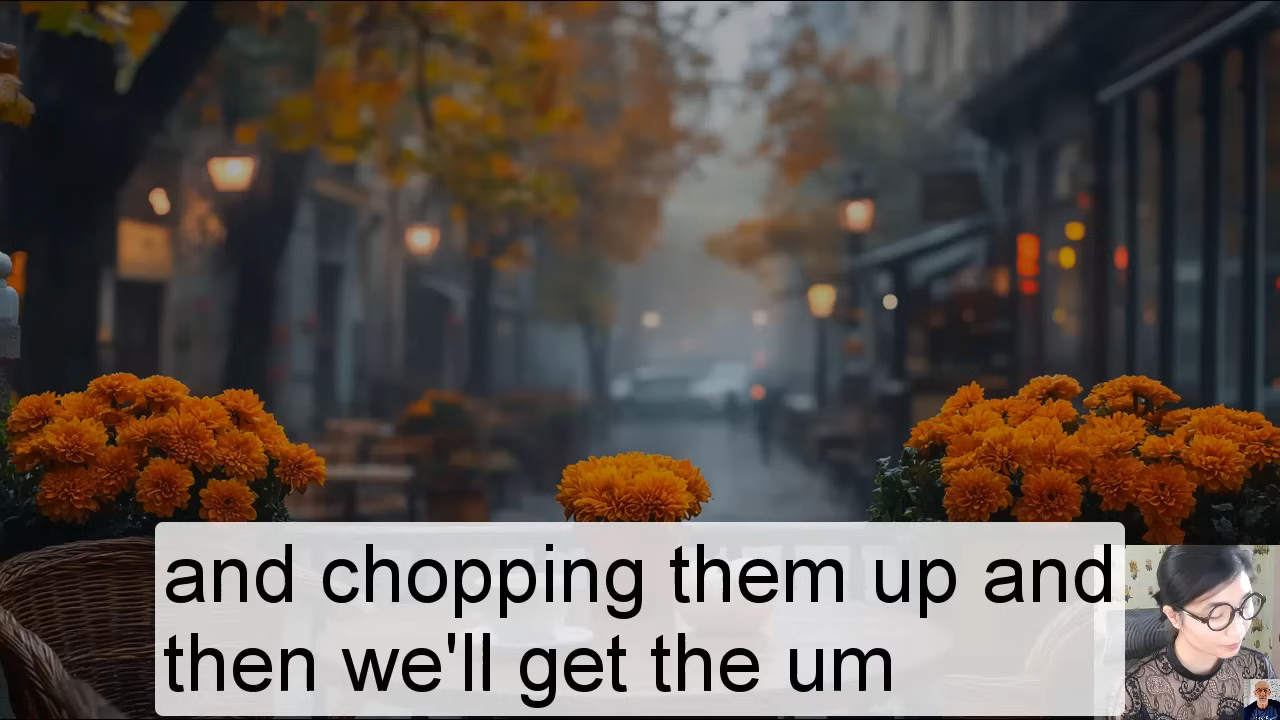 and chopping them up and
then we'll get the um